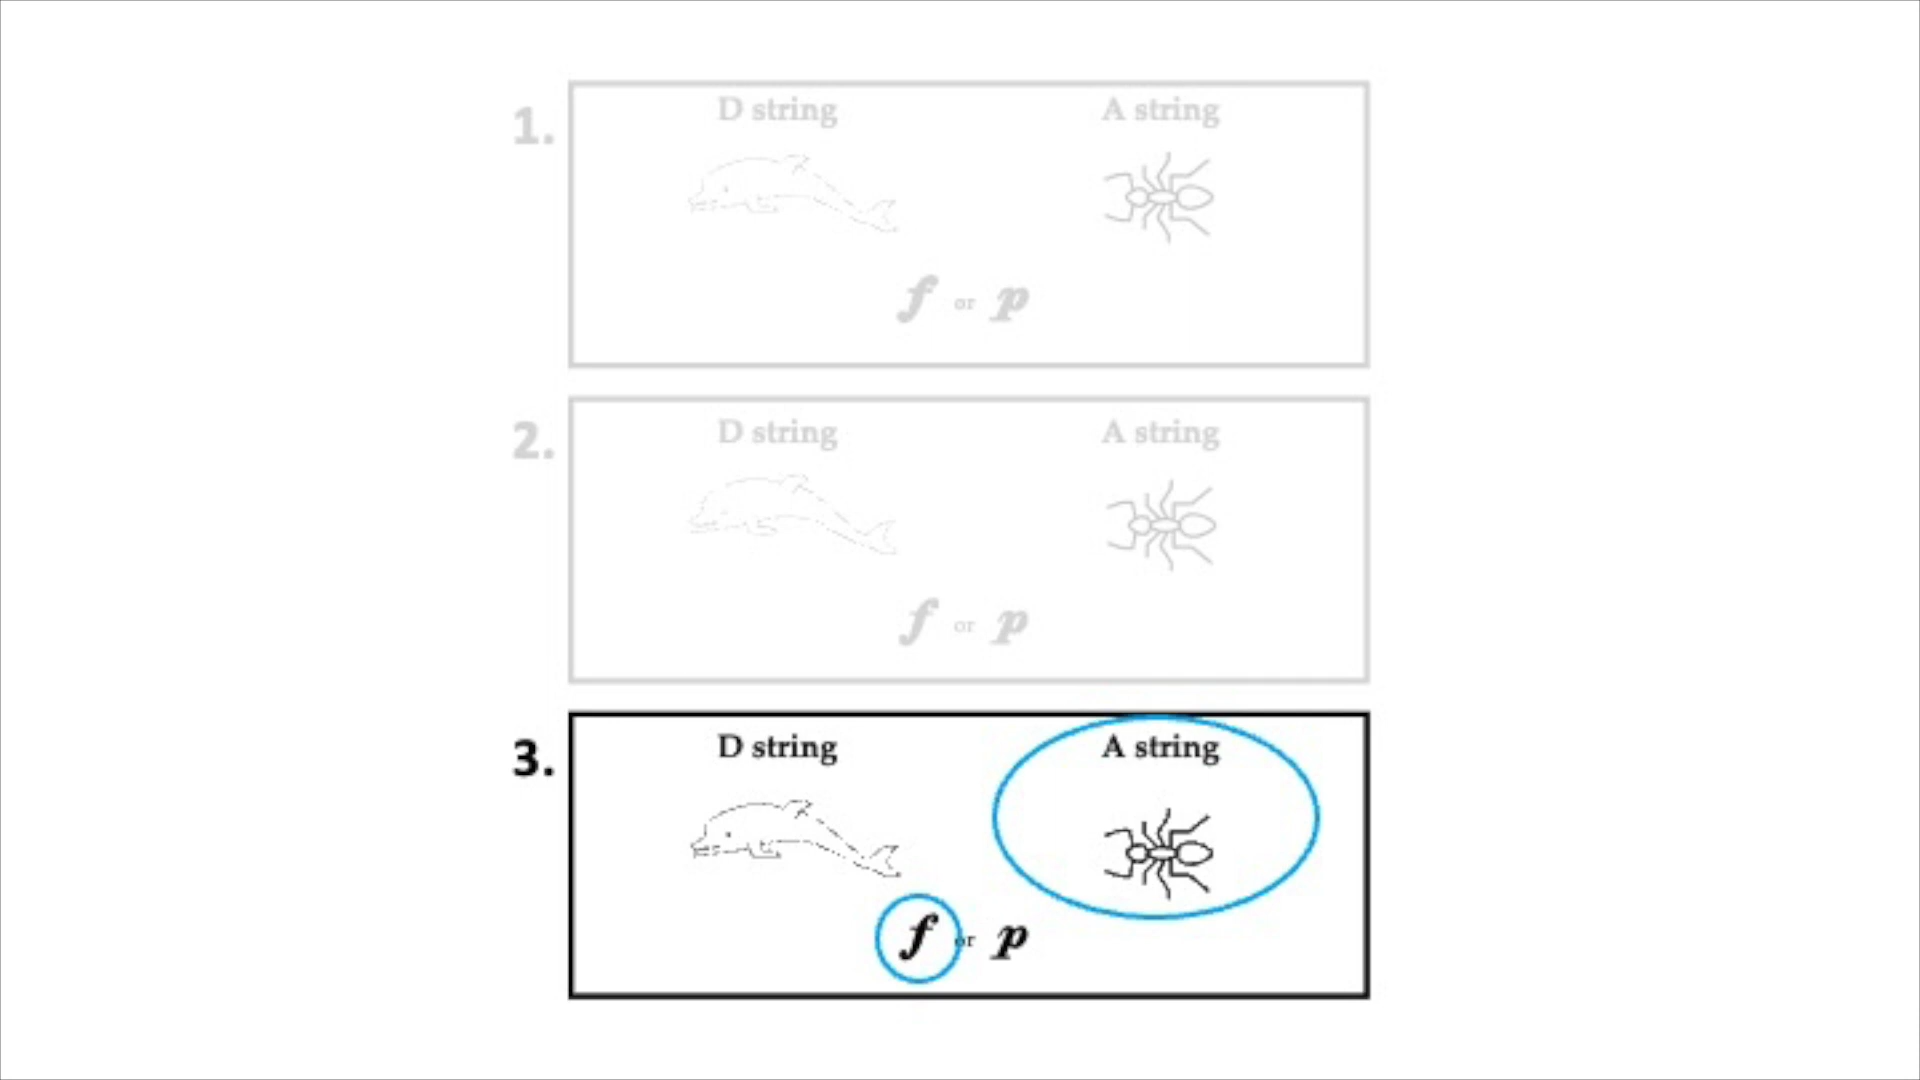 1.
D string A string
f or p
2.
D string A string
f or p
3.
D string A string
f or p